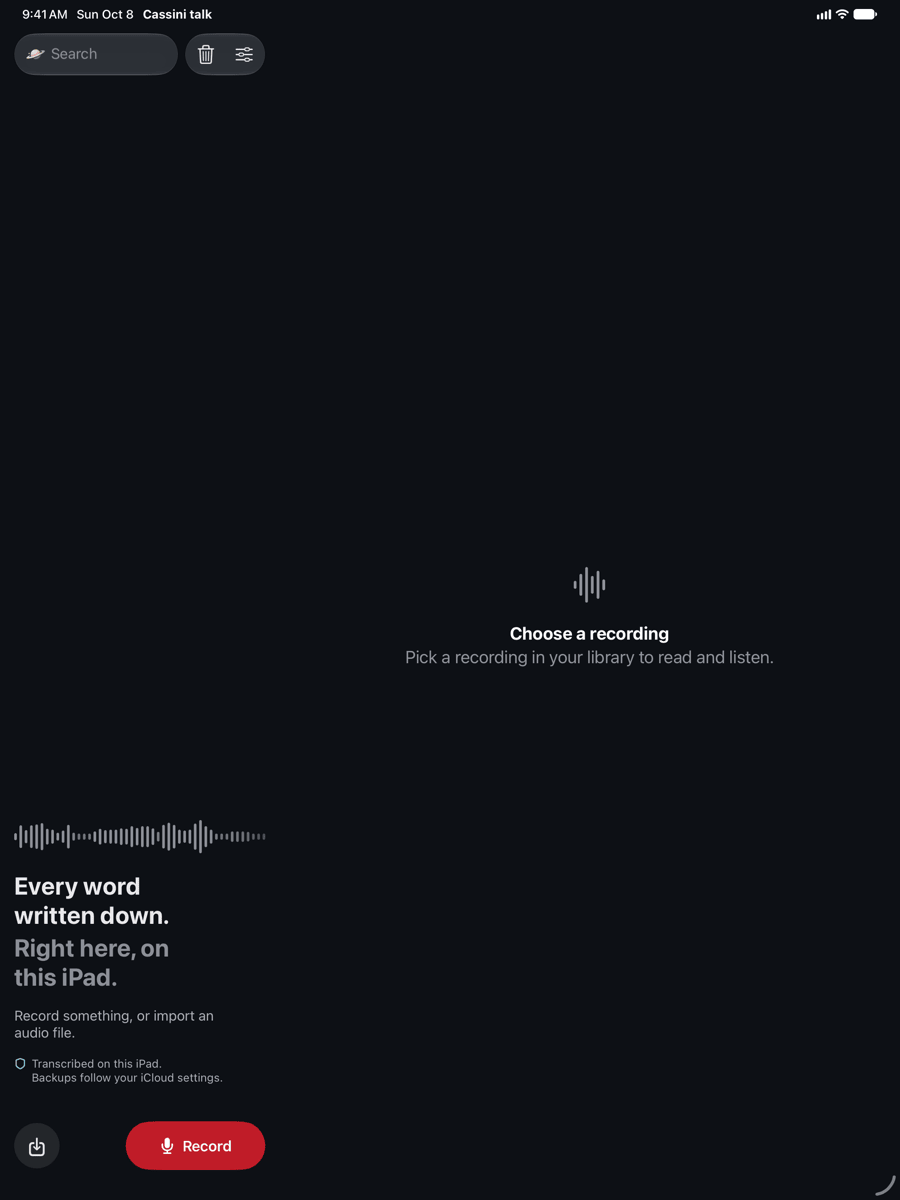 9:41 AM Sun Oct 8 Cassini talk
Search
Choose a recording
Pick a recording in your library to read and listen.
Every word
written down.
Right here, on
this iPad.
Record something, or import an
audio file.
Transcribed on this iPad.
Backups follow your iCloud settings.
Record